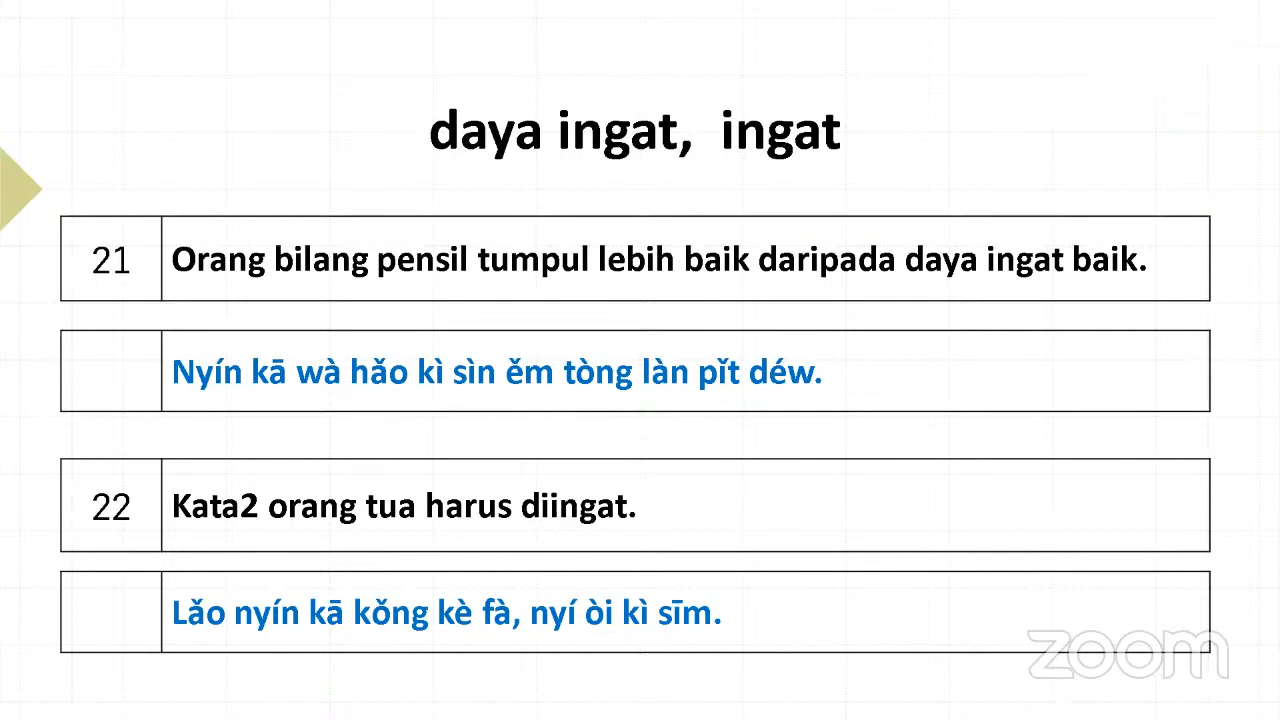 daya ingat, ingat
21 Orang bilang pensil tumpul lebih baik daripada daya ingat baik.
Nyín kā wà hǎo kì sìn ěm tòng làn pǐt déw.
22 Kata2 orang tua harus diingat.
Lǎo nyín kā kǒng kè fà, nyí òi kì sīm.
zoom